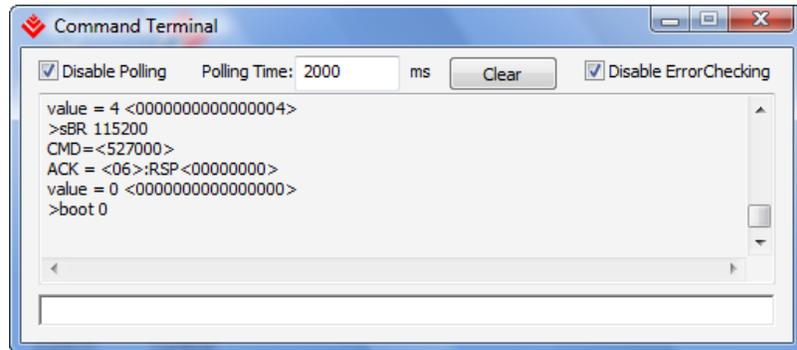 Command Terminal
Disable Polling Polling Time: 2000 ms Clear Disable ErrorChecking
value = 4 <0000000000000004>
>sBR 115200
CMD=<527000>
ACK = <06>:RSP<00000000>
value = 0 <0000000000000000>
>boot 0